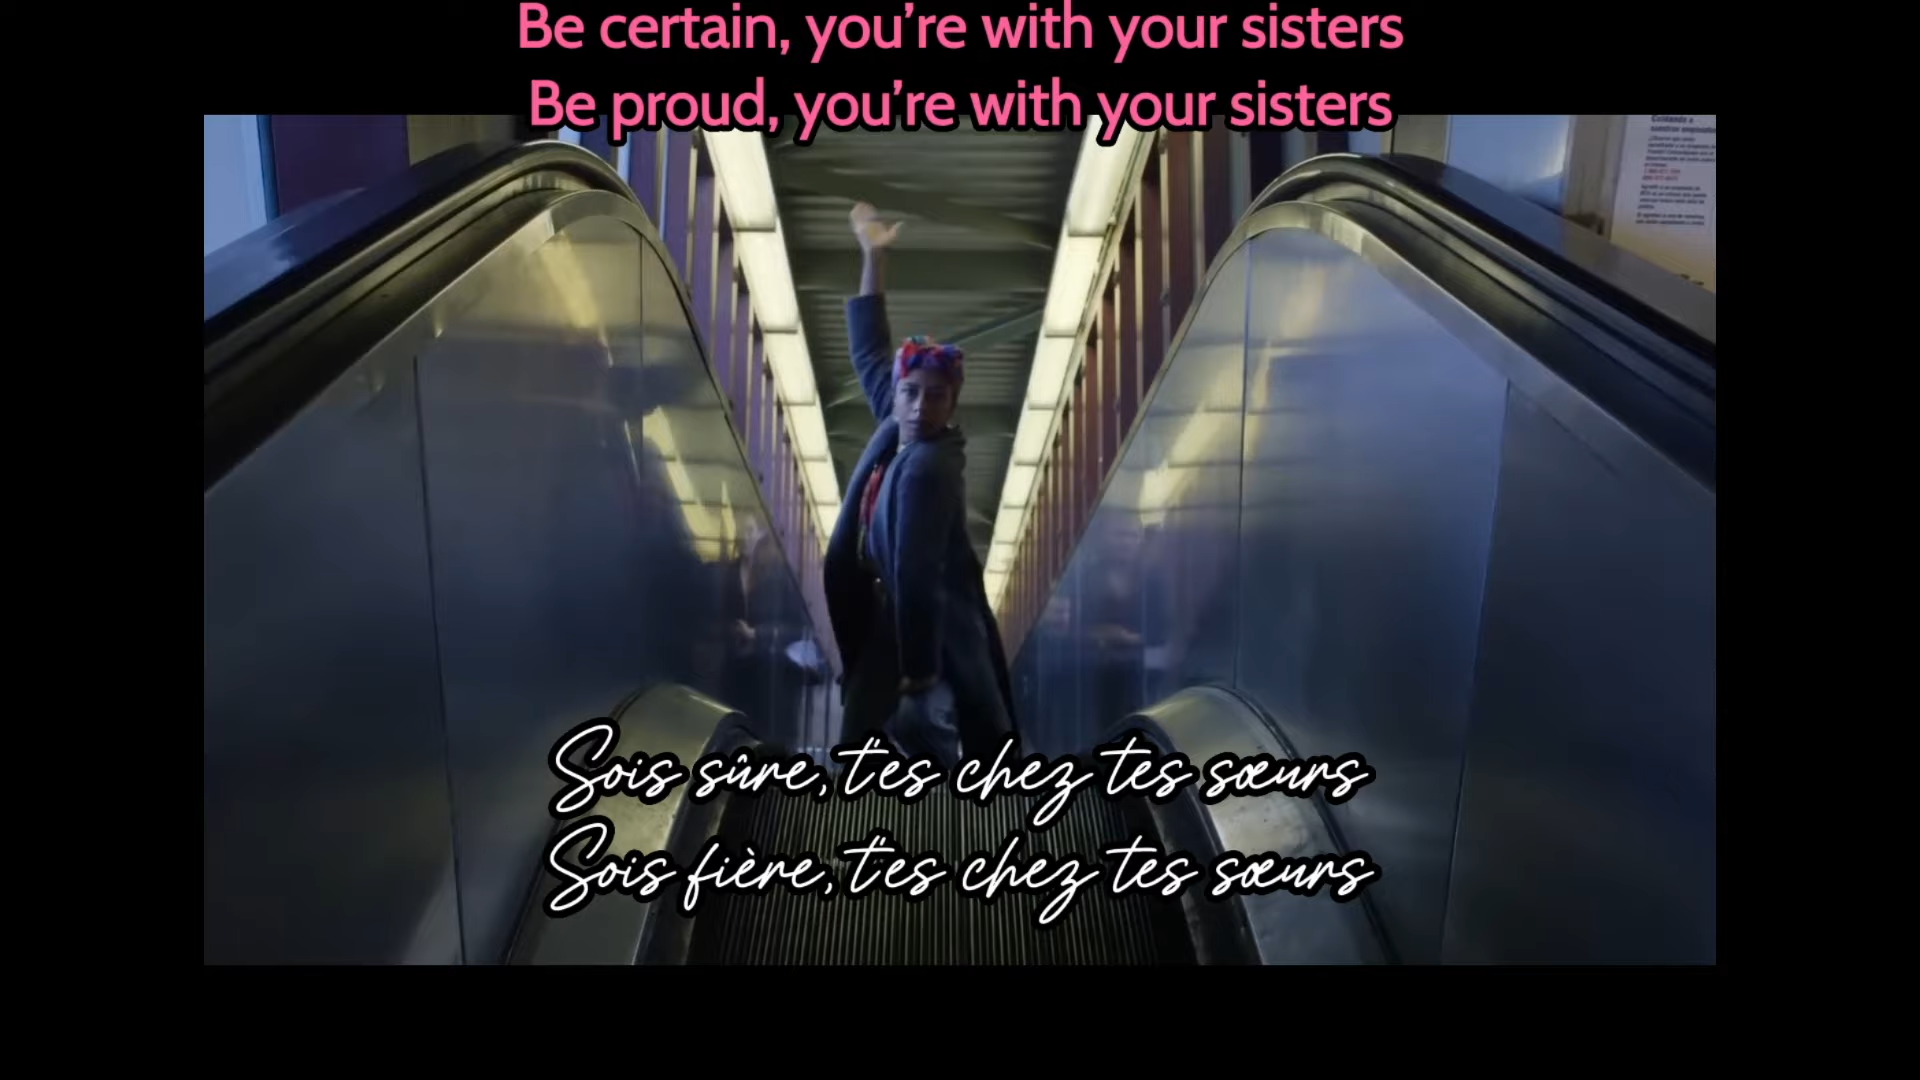 Be certain, you're with your sisters
Be proud, you're with your sisters
Sois sûre, t'es chez tes sœurs
Sois fière, t'es chez tes sœurs